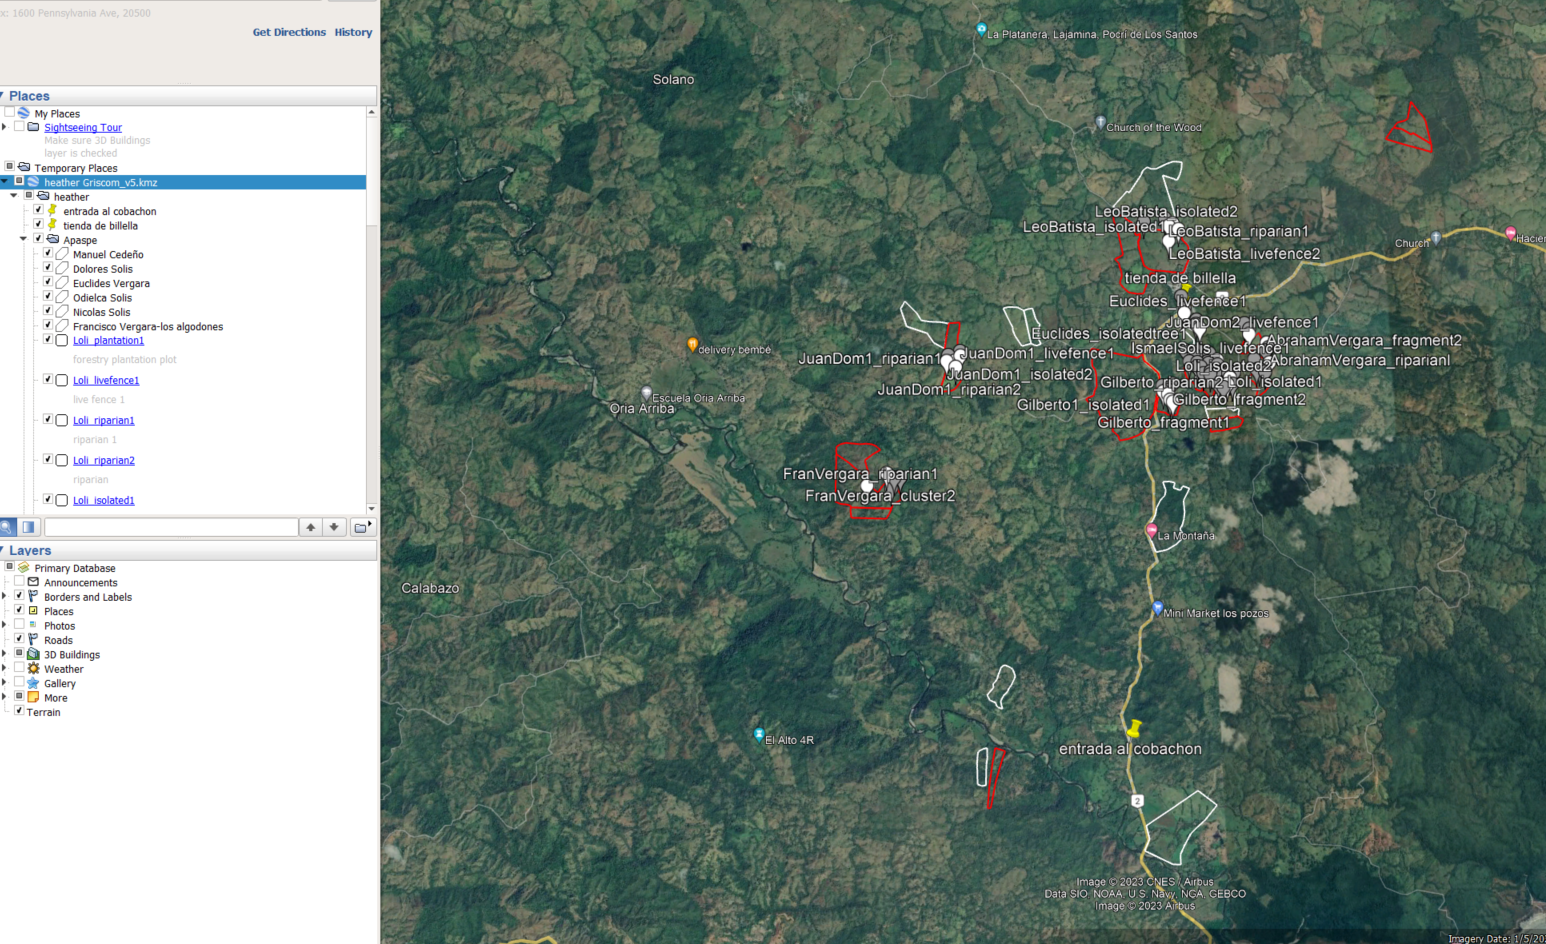 x: 1600 Pennsylvania Ave, 20500
Get Directions History
Places
My Places
Sightseeing Tour
Make sure 3D Buildings
layer is checked
Temporary Places
heather Griscom_v5.kmz
heather
entrada al cobachon
tienda de billella
Apaspe
Manuel Cedeño
Dolores Solis
Euclides Vergara
Odielca Solis
Nicolas Solis
Francisco Vergara-los algodones
Loli_plantation1
forestry plantation plot
Loli_livefence1
live fence 1
Loli_riparian1
riparian 1
Loli_riparian2
riparian
Loli_isolated1
Layers
Primary Database
Announcements
Borders and Labels
Places
Photos
Roads
3D Buildings
Weather
Gallery
More
Terrain
La Platanera, Lajamina, Pocrí de Los Santos
Solano
Church of the Wood
LeoBatista_isolated2
LeoBatista_isolated1
LeoBatista_riparian1
Church
Hacien
LeoBatista_livefence2
tienda de billella
Euclides_livefence1
JuanDom2_livefence1
Euclides_isolatedtree1
AbrahamVergara_fragment2
IsmaelSolis_livefence1
delivery bembé
JuanDom1_riparian1
JuanDom1_livefence1
AbrahamVergara_riparianI
Loli_isolated2
JuanDom1_isolated2
Gilberto_riparian2
Loli_isolated1
JuanDom1_riparian2
Escuela Oria Arriba
Gilberto_fragment2
Oria Arriba
Gilberto1_isolated1
Gilberto_fragment1
FranVergara_riparian1
FranVergara_cluster2
La Montaña
Calabazo
Mini Market los pozos
El Alto 4R
entrada al cobachon
2
Image © 2023 CNES / Airbus
Data SIO, NOAA, U.S. Navy, NGA, GEBCO
Image © 2023 Airbus
Imagery Date: 1/5/20